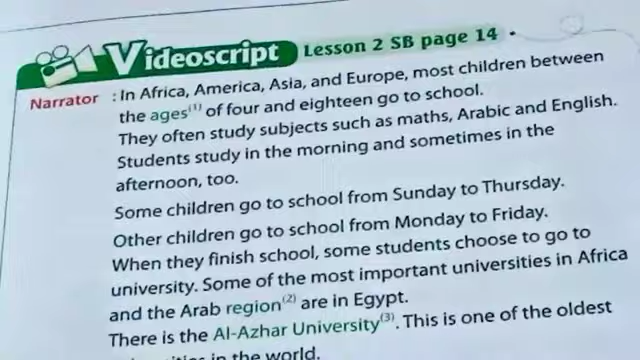 Videoscript Lesson 2 SB page 14
Narrator : In Africa, America, Asia, and Europe, most children between
the ages(1) of four and eighteen go to school.
They often study subjects such as maths, Arabic and English.
Students study in the morning and sometimes in the
afternoon, too.
Some children go to school from Sunday to Thursday.
Other children go to school from Monday to Friday.
When they finish school, some students choose to go to
university. Some of the most important universities in Africa
and the Arab region(2) are in Egypt.
There is the Al-Azhar University(3). This is one of the oldest
in the world.